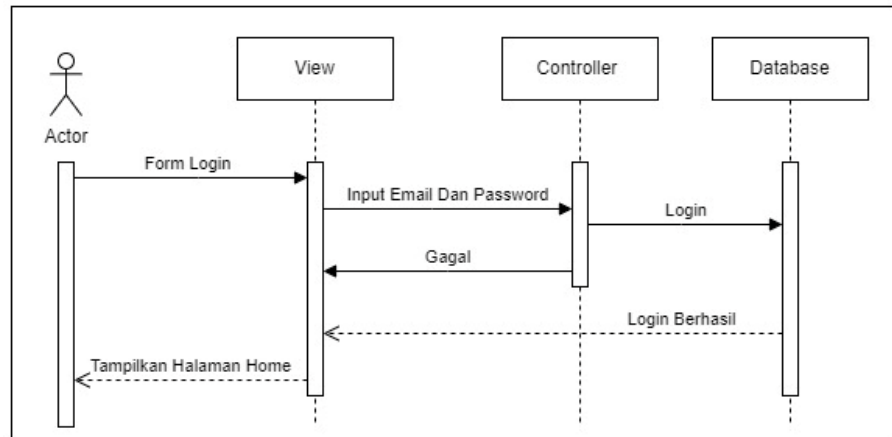 View
Controller
Database
Actor
Form Login
Input Email Dan Password
Login
Gagal
Login Berhasil
Tampilkan Halaman Home